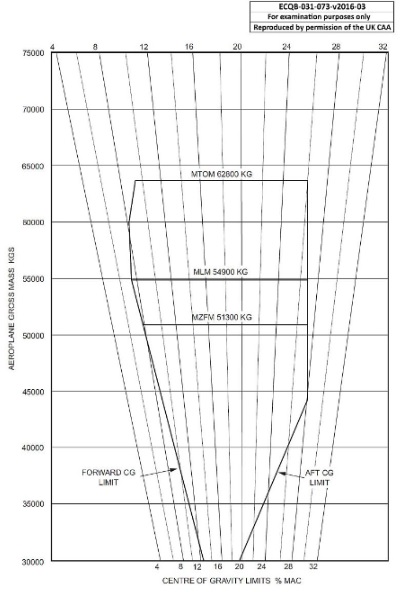 ECQB-031-073-v2016-03
For examination purposes only
Reproduced by permission of the UK CAA
4 8 12 16 20 24 28 32
75000
70000
65000
MTOM 62800 KG
60000
MLM 54900 KG
55000
MZFM 51300 KG
50000
45000
40000
FORWARD CG
LIMIT
AFT CG
LIMIT
35000
30000
4 8 12 16 20 22 24 28 32
AEROPLANE GROSS MASS KGS
CENTRE OF GRAVITY LIMITS % MAC